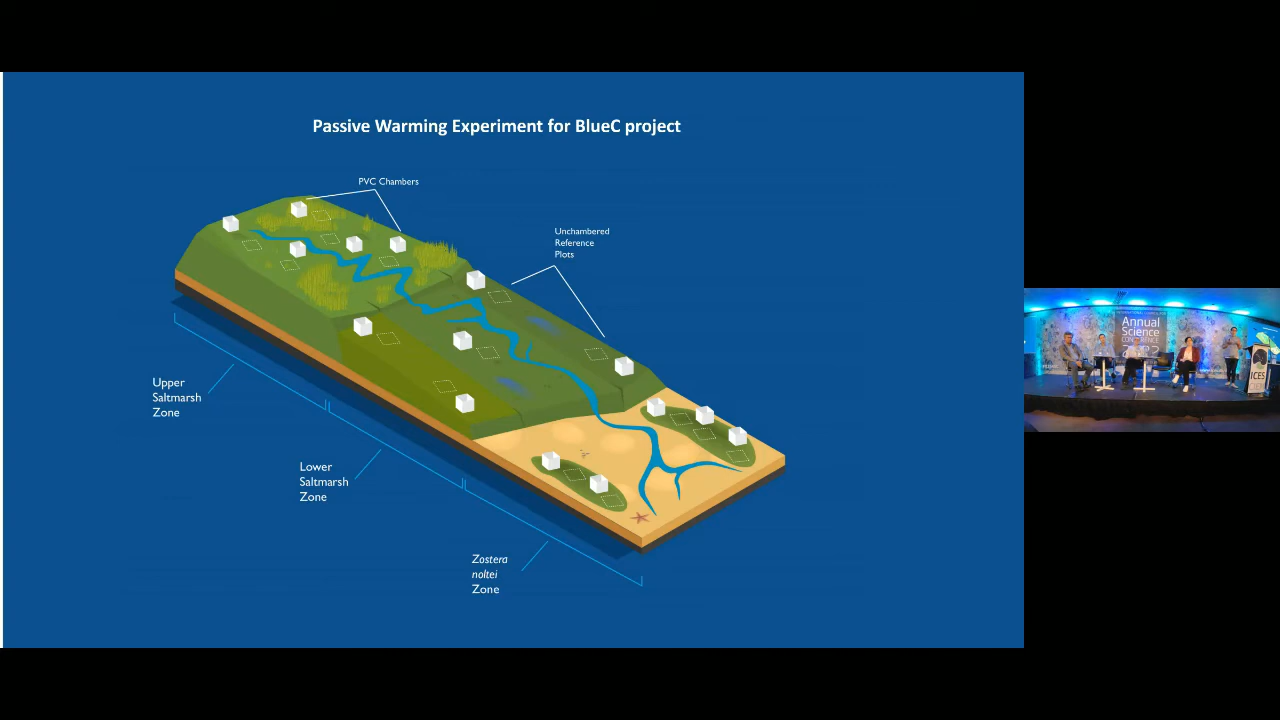 Passive Warming Experiment for BlueC project
PVC Chambers
Unchambered
Reference
Plots
Upper
Saltmarsh
Zone
Lower
Saltmarsh
Zone
Zostera
noltei
Zone
Annual
Science
CONFERENCE
ICES